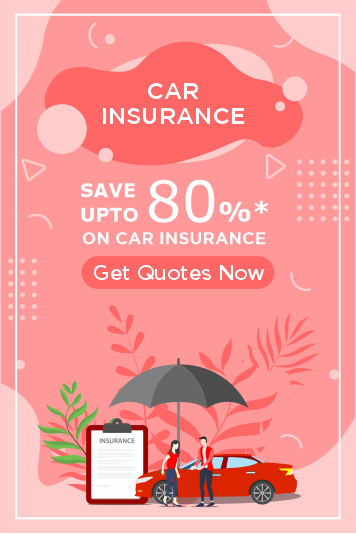 CAR
INSURANCE
SAVE
UPTO 80%*
ON CAR INSURANCE
Get Quotes Now
INSURANCE